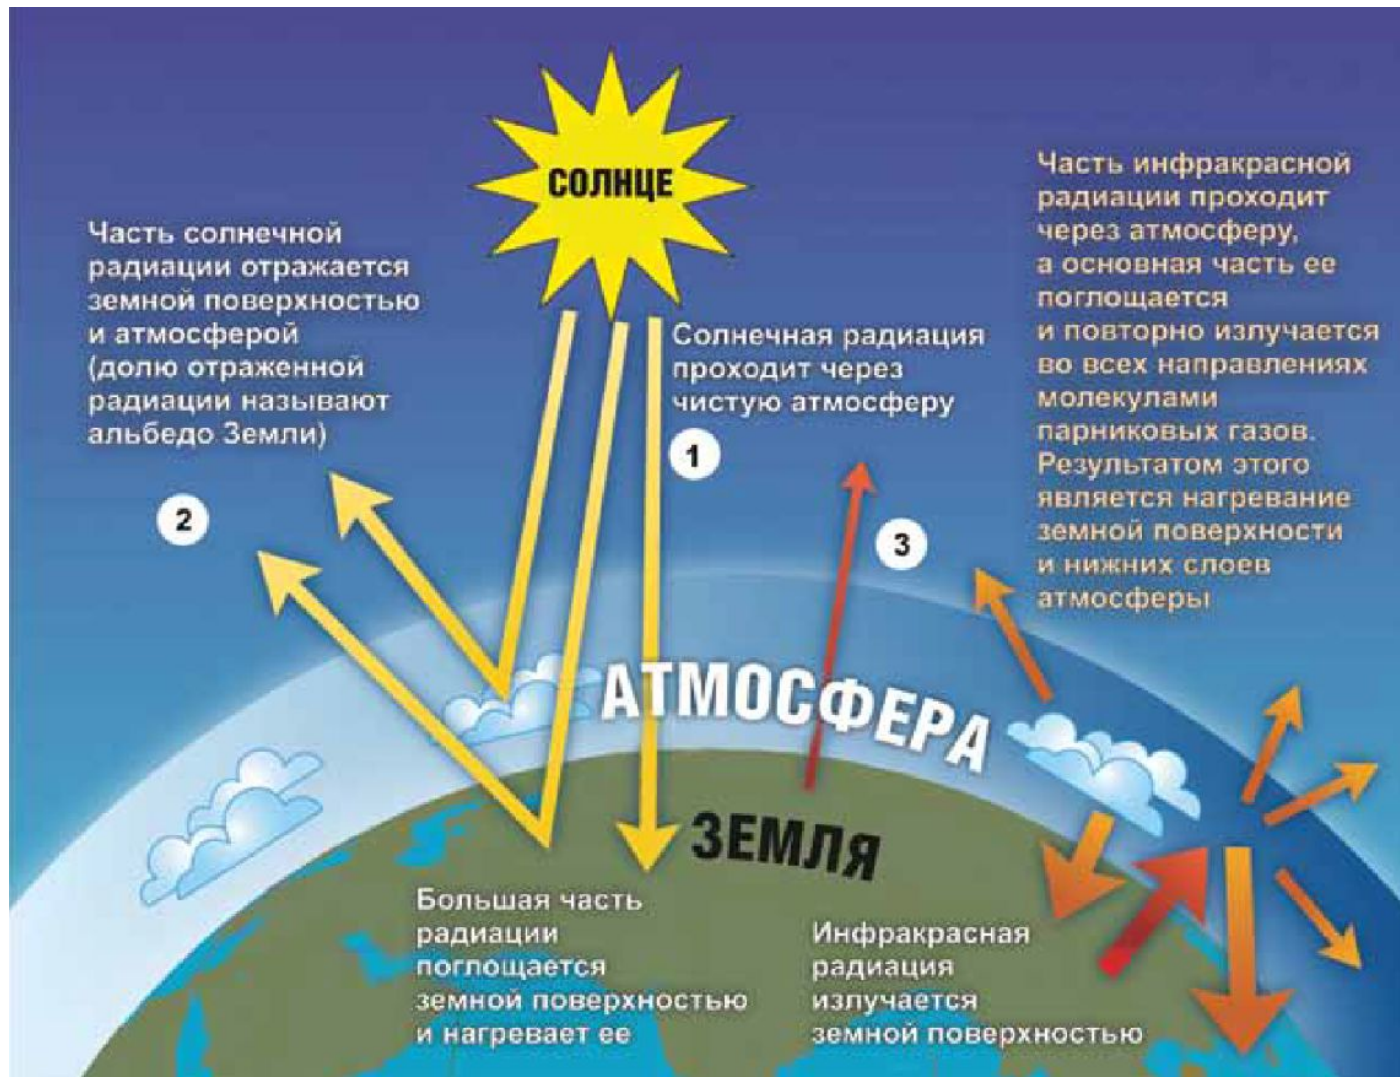 СОЛНЦЕ
Часть солнечной
радиации отражается
земной поверхностью
и атмосферой
(долю отраженной
радиации называют
альбедо Земли)
2
Солнечная радиация
проходит через
чистую атмосферу
1
3
Часть инфракрасной
радиации проходит
через атмосферу,
а основная часть ее
поглощается
и повторно излучается
во всех направлениях
молекулами
парниковых газов.
Результатом этого
является нагревание
земной поверхности
и нижних слоев
атмосферы
АТМОСФЕРА
ЗЕМЛЯ
Большая часть
радиации
поглощается
земной поверхностью
и нагревает ее
Инфракрасная
радиация
излучается
земной поверхностью